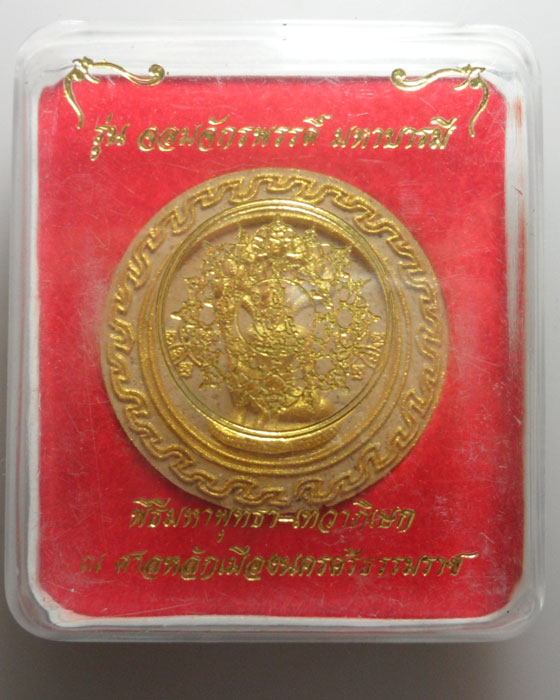 รุ่น จอมจักรพรรดิ์ มหาบารมี
พิธีมหาพุทธา-เทวาภิเษก
ณ ศาลหลักเมืองนครศรีธรรมราช